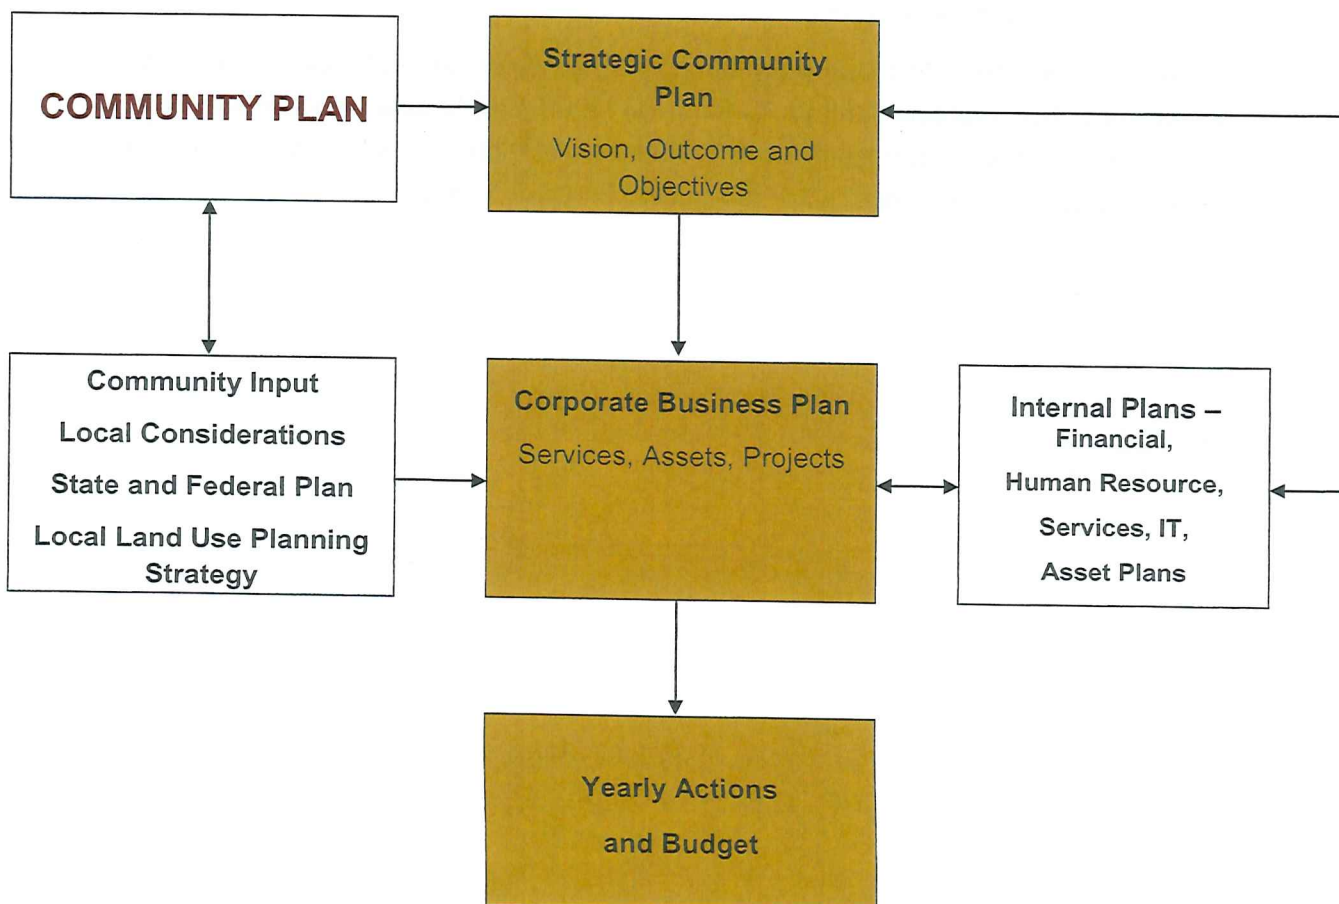 COMMUNITY PLAN
Strategic Community
Plan
Vision, Outcome and
Objectives
Community Input
Local Considerations
State and Federal Plan
Local Land Use Planning
Strategy
Corporate Business Plan
Services, Assets, Projects
Internal Plans –
Financial,
Human Resource,
Services, IT,
Asset Plans
Yearly Actions
and Budget